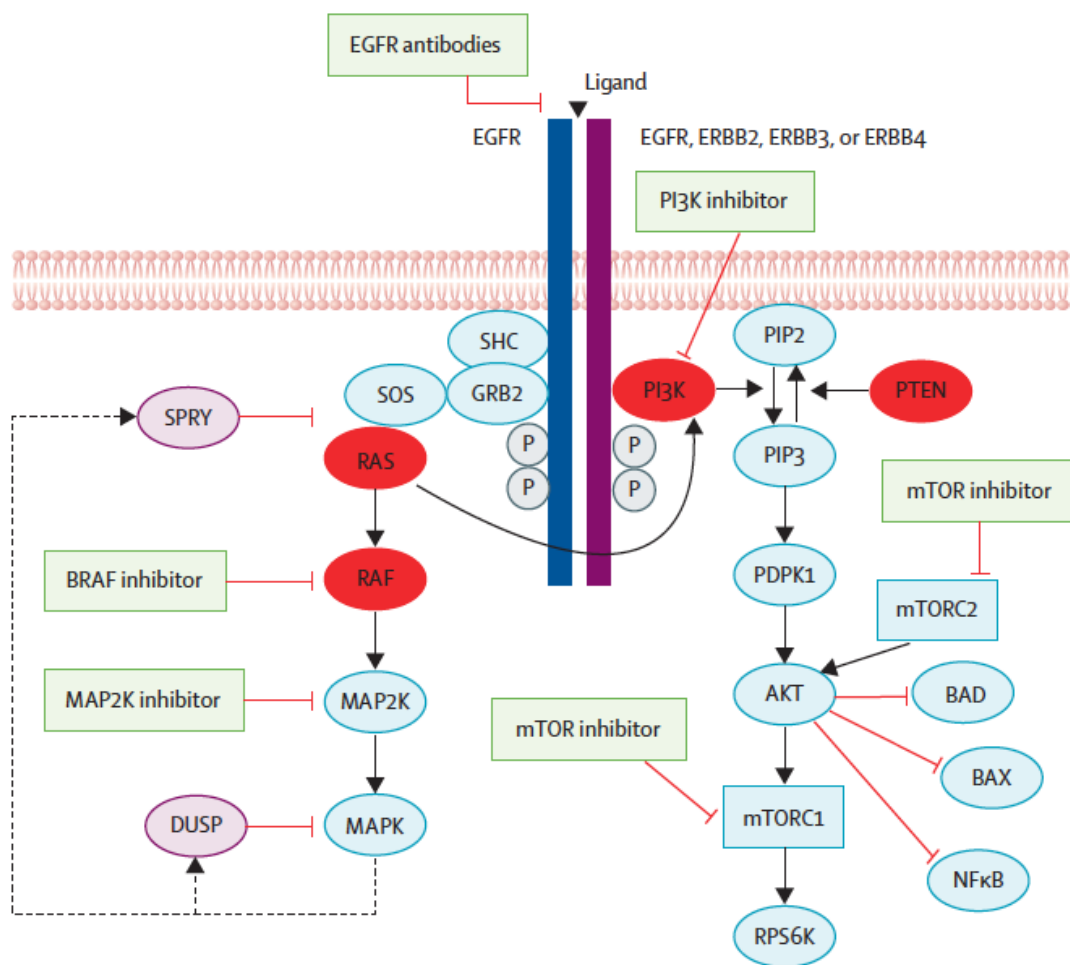 EGFR antibodies
Ligand
EGFR
EGFR, ERBB2, ERBB3, or ERBB4
PI3K inhibitor
SHC
PIP2
SOS
GRB2
PI3K
PTEN
SPRY
P
P
RAS
PIP3
P
P
mTOR inhibitor
BRAF inhibitor
RAF
PDPK1
mTORC2
MAP2K inhibitor
MAP2K
AKT
BAD
mTOR inhibitor
BAX
DUSP
MAPK
mTORC1
NFκB
RPS6K